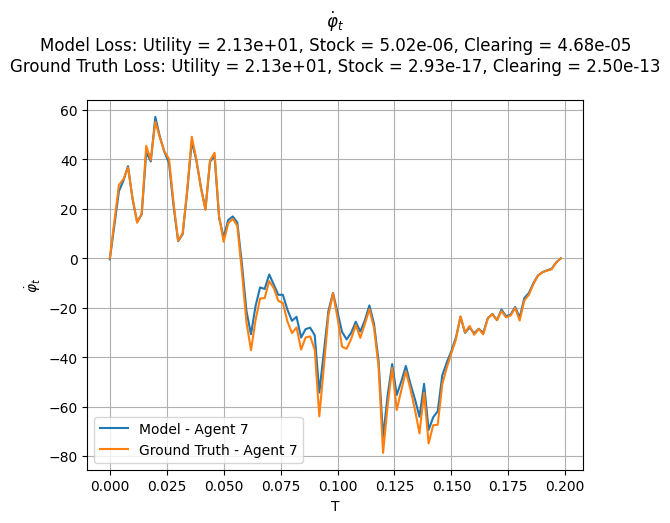 φ̇ₜ
Model Loss: Utility = 2.13e+01, Stock = 5.02e-06, Clearing = 4.68e-05
Ground Truth Loss: Utility = 2.13e+01, Stock = 2.93e-17, Clearing = 2.50e-13
60
40
20
0
−20
−40
−60
−80
φ̇ₜ
Model - Agent 7
Ground Truth - Agent 7
0.000 0.025 0.050 0.075 0.100 0.125 0.150 0.175 0.200
T